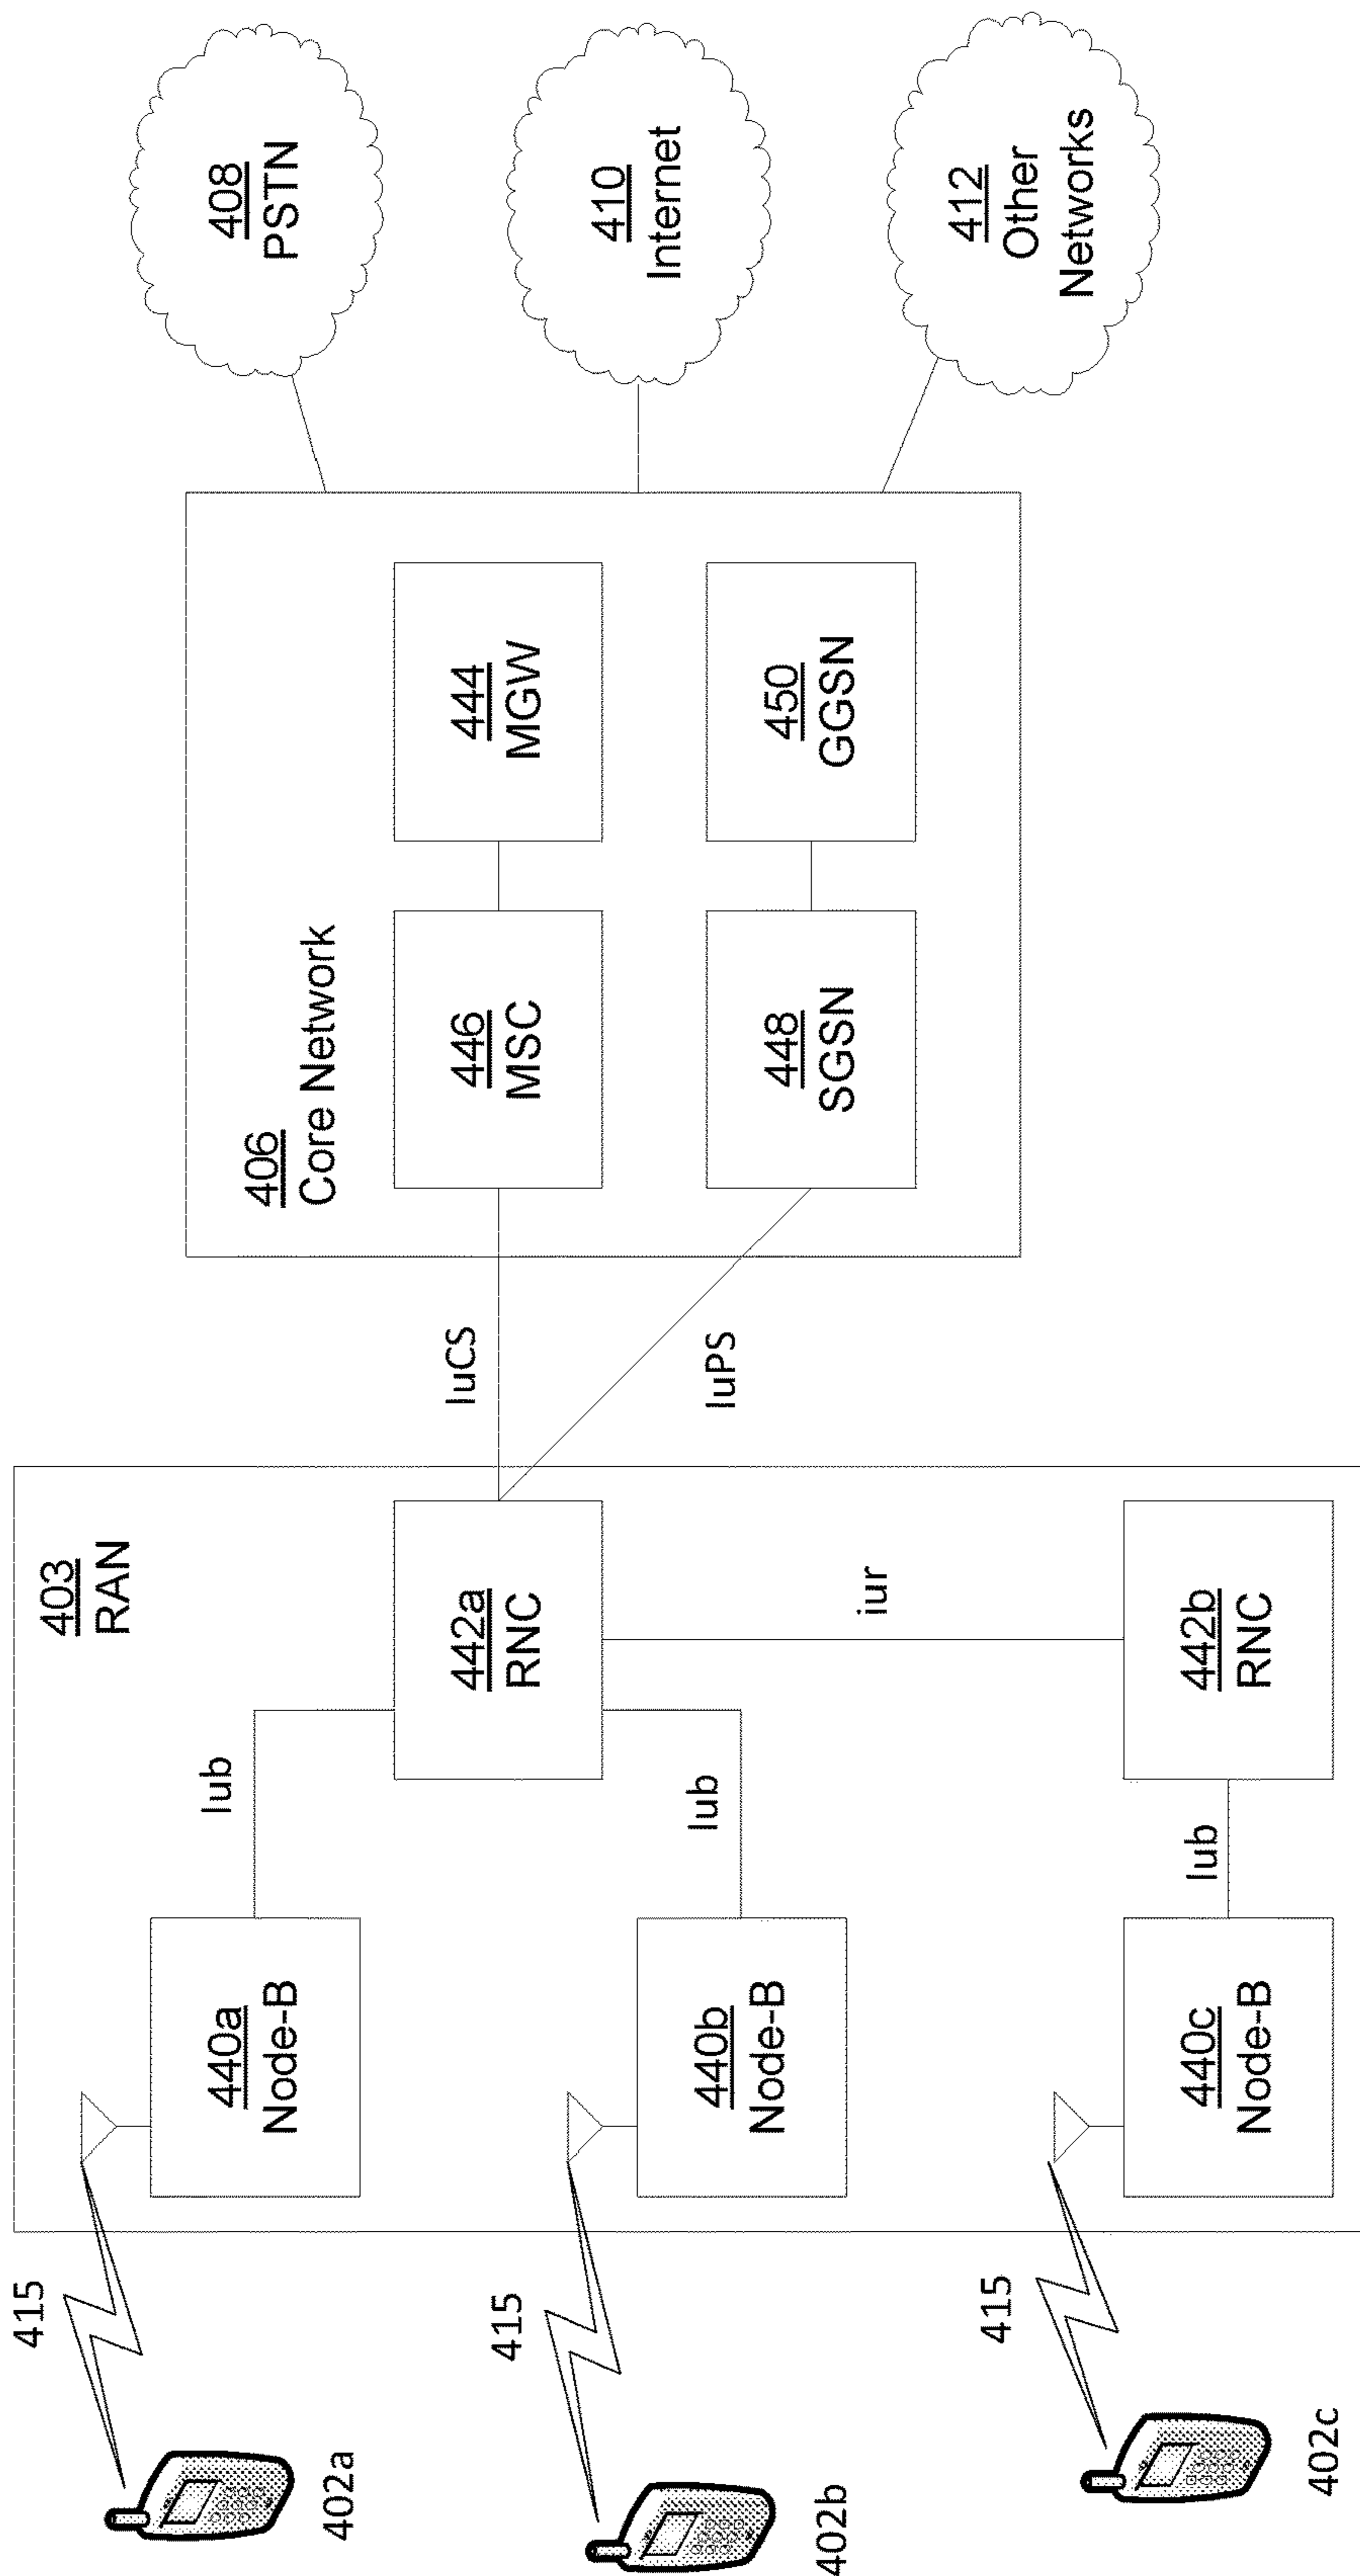 415
402a
415
402b
415
402c
403
RAN
440a
Node-B
440b
Node-B
440c
Node-B
Iub
Iub
Iub
442a
RNC
iur
442b
RNC
IuCS
IuPS
406
Core Network
446
MSC
444
MGW
448
SGSN
450
GGSN
408
PSTN
410
Internet
412
Other
Networks